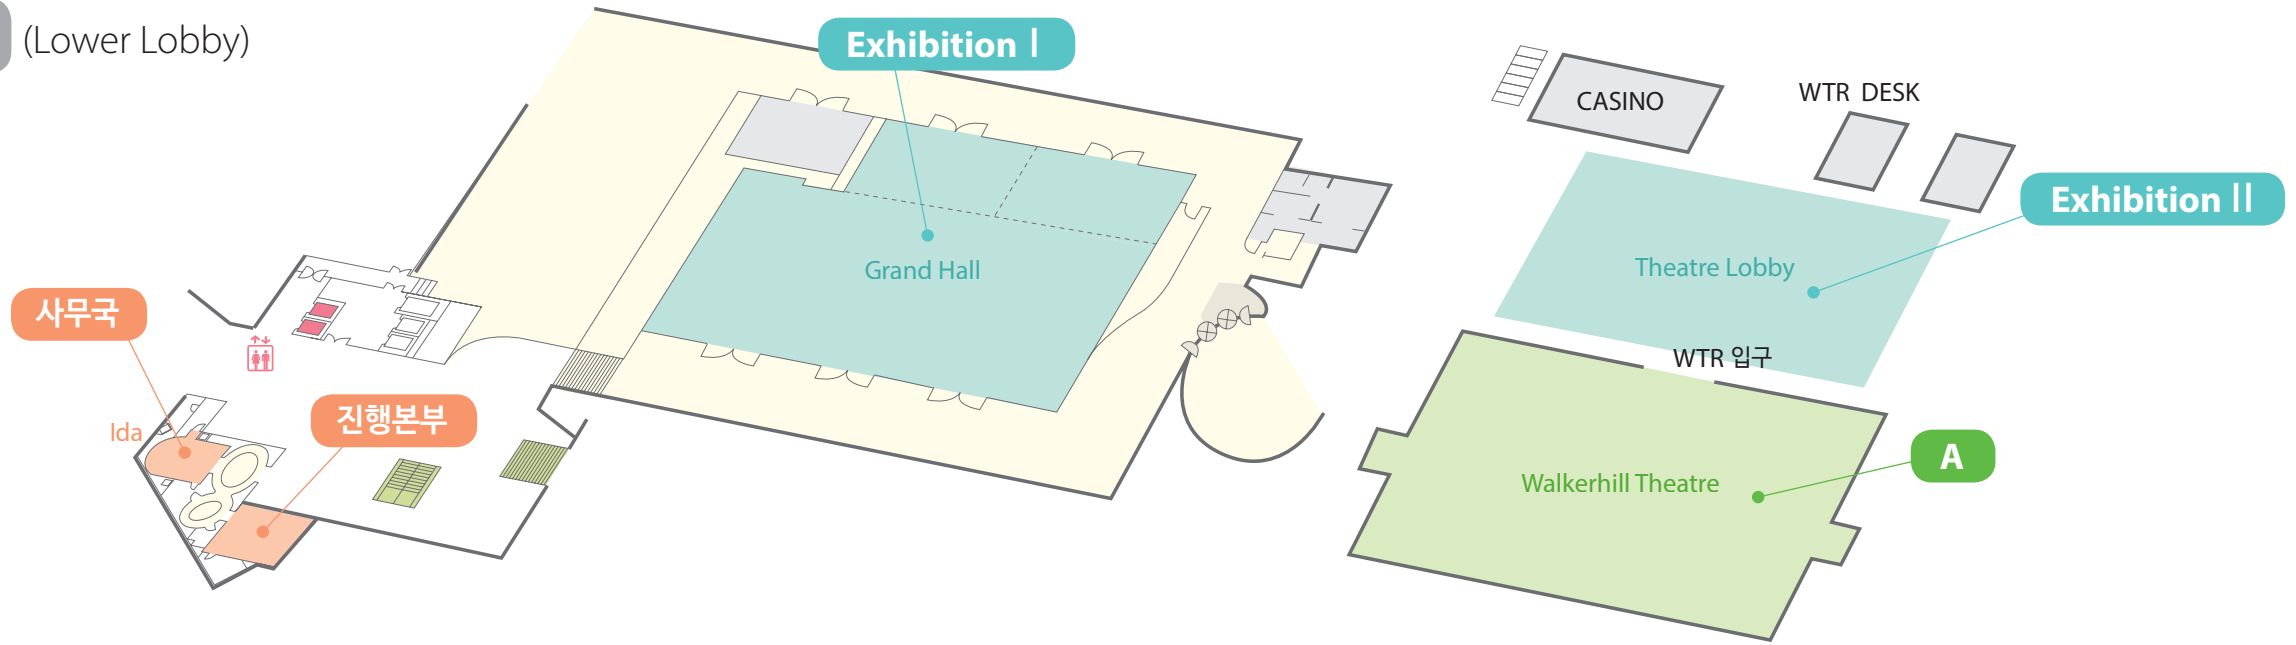 (Lower Lobby)
Exhibition Ⅰ
CASINO
WTR DESK
Exhibition Ⅱ
Grand Hall
Theatre Lobby
사무국
WTR 입구
진행본부
Ida
A
Walkerhill Theatre